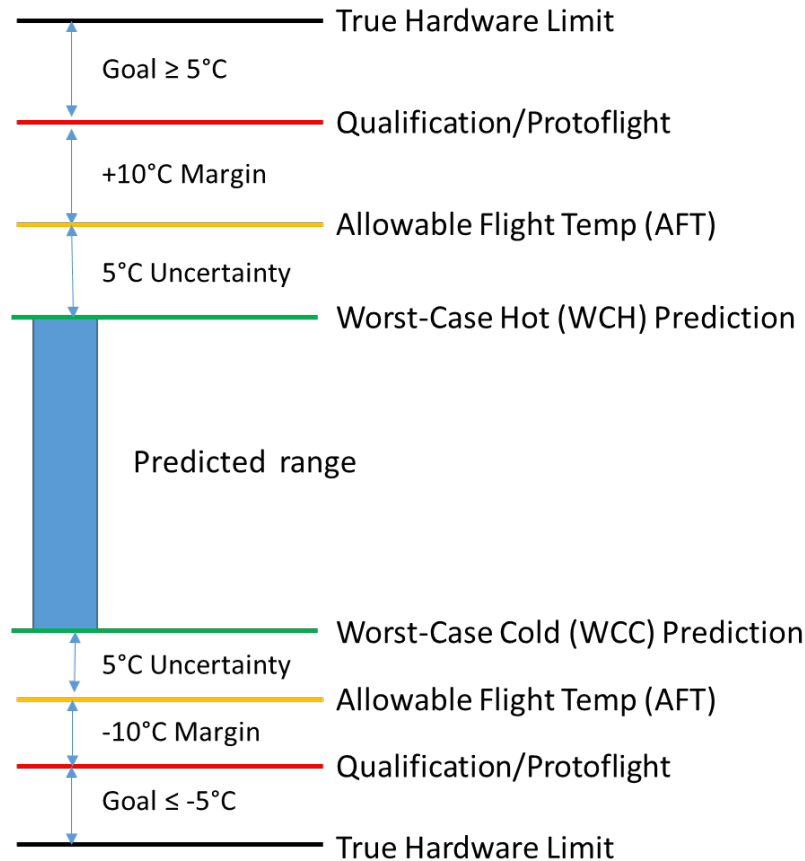 True Hardware Limit
Goal ≥ 5°C
Qualification/Protoflight
+10°C Margin
Allowable Flight Temp (AFT)
5°C Uncertainty
Worst-Case Hot (WCH) Prediction
Predicted range
Worst-Case Cold (WCC) Prediction
5°C Uncertainty
Allowable Flight Temp (AFT)
-10°C Margin
Qualification/Protoflight
Goal ≤ -5°C
True Hardware Limit